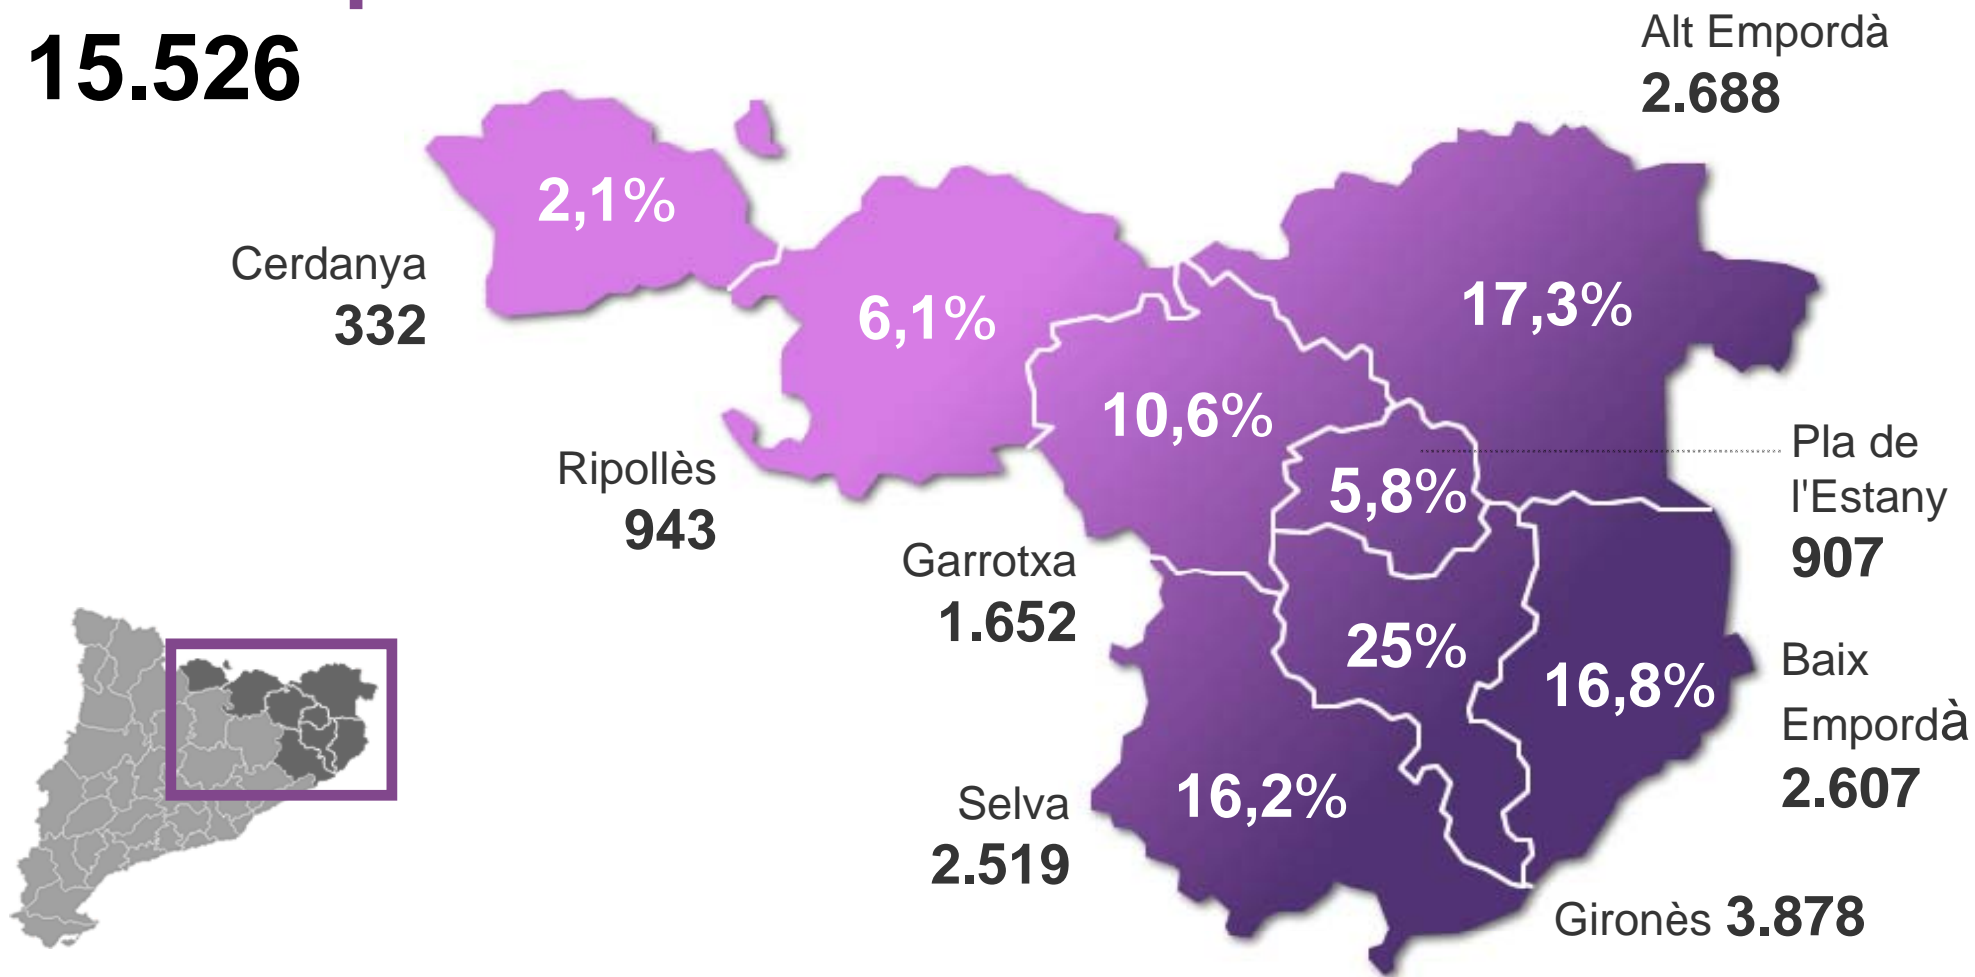 15.526
Alt Empordà
2.688
2,1%
Cerdanya
332
6,1%
17,3%
10,6%
Ripollès
943
Pla de
l'Estany
907
5,8%
Garrotxa
1.652
25%
16,8%
Baix
Empordà
2.607
Selva
2.519
16,2%
Gironès 3.878